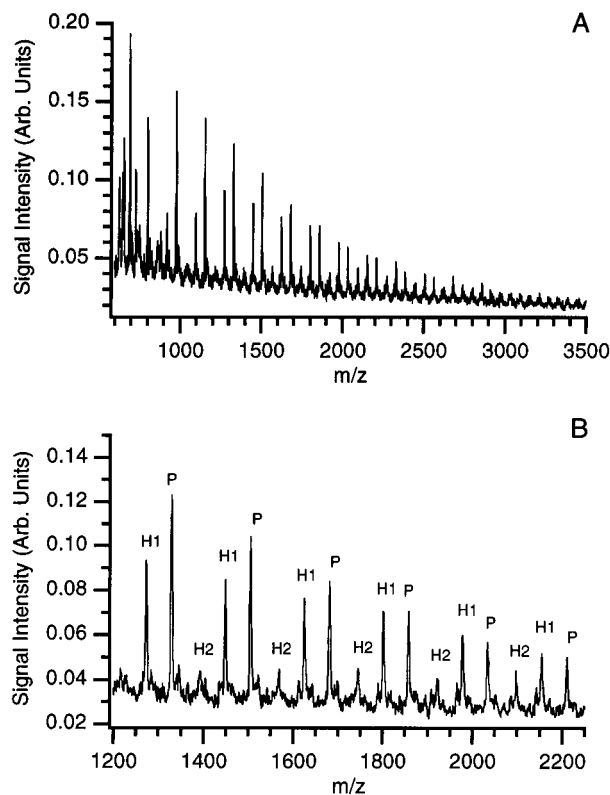 A
Signal Intensity (Arb. Units)
0.20
0.15
0.10
0.05
1000 1500 2000 2500 3000 3500
m/z
B
Signal Intensity (Arb. Units)
0.14
0.12
0.10
0.08
0.06
0.04
0.02
H1 P H2 H1 P H2 H1 P H2 H1 P H2 H1 P H2 H1 P
1200 1400 1600 1800 2000 2200
m/z